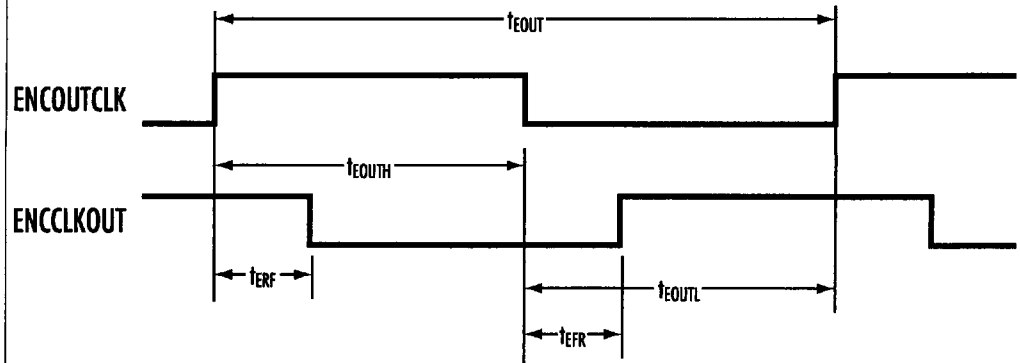 tEOUT
ENCOUTCLK
tEOUTH
ENCCLKOUT
tERF
tEOUTL
tEFR